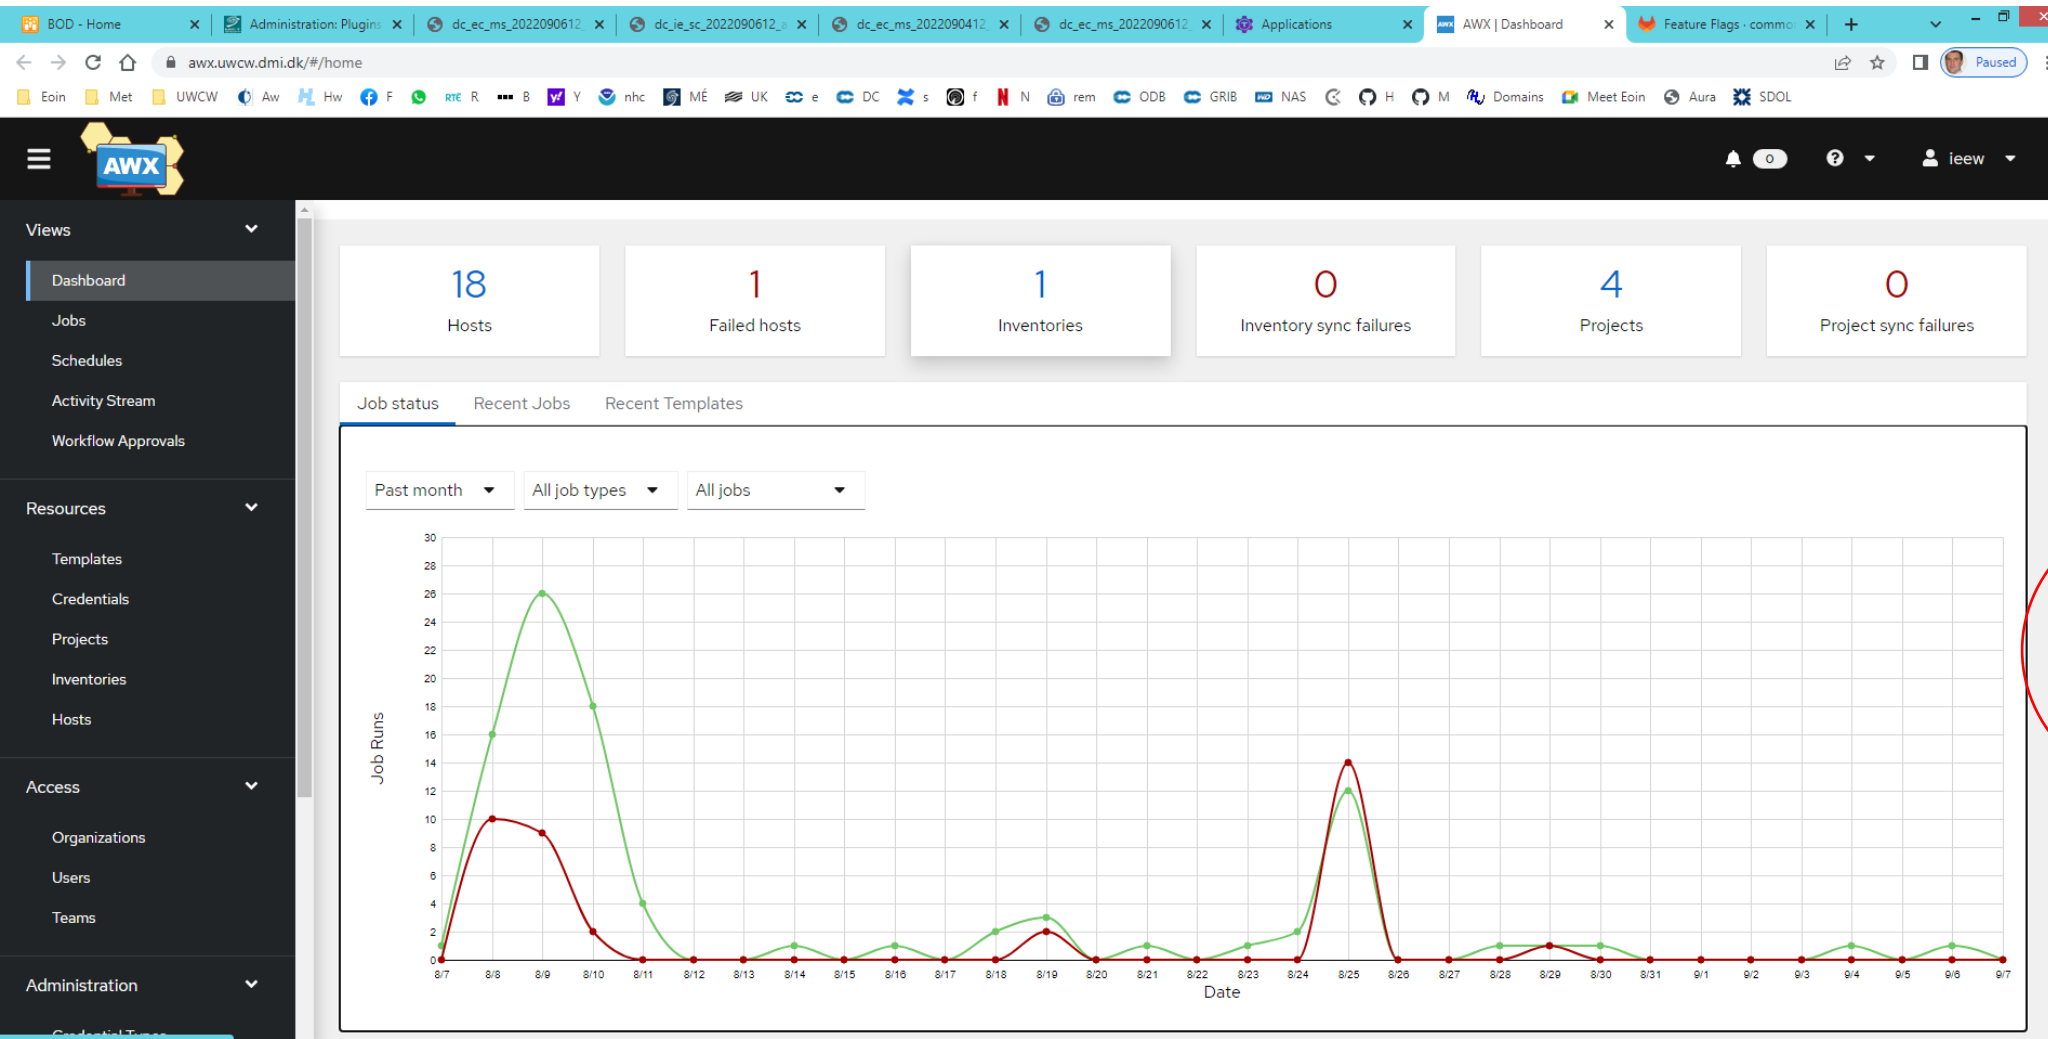 BOD - Home
Administration: Plugins
dc_ec_ms_2022090612_
dc_ie_sc_2022090612_a
dc_ec_ms_2022090412_
dc_ec_ms_2022090612_
Applications
AWX | Dashboard
Feature Flags · common
awx.uwcw.dmi.dk/#/home
Paused
Eoin Met UWCW Aw Hw F RTÉ R B Y nhc MÉ UK e DC s f N rem ODB GRIB NAS H M Domains Meet Eoin Aura SDOL
AWX
0
ieew
Views
Dashboard
Jobs
Schedules
Activity Stream
Workflow Approvals
Resources
Templates
Credentials
Projects
Inventories
Hosts
Access
Organizations
Users
Teams
Administration
Credential Types
18
Hosts
1
Failed hosts
1
Inventories
0
Inventory sync failures
4
Projects
0
Project sync failures
Job status Recent Jobs Recent Templates
Past month All job types All jobs
30
28
26
24
22
20
18
16
14
12
10
8
6
4
2
0
Job Runs
8/7 8/8 8/9 8/10 8/11 8/12 8/13 8/14 8/15 8/16 8/17 8/18 8/19 8/20 8/21 8/22 8/23 8/24 8/25 8/26 8/27 8/28 8/29 8/30 8/31 9/1 9/2 9/3 9/4 9/5 9/6 9/7
Date